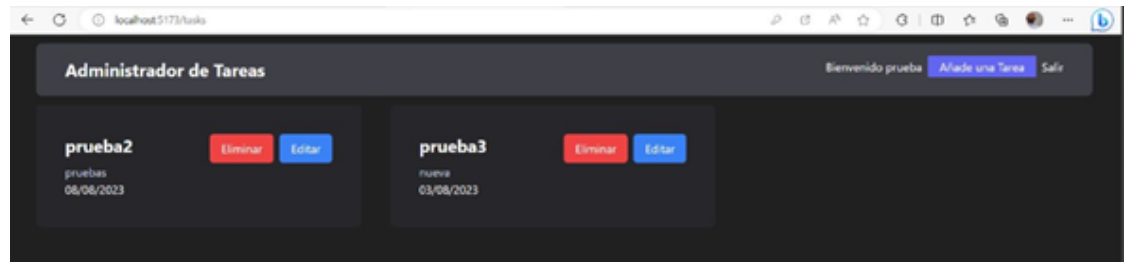 localhost:5173/tasks
Administrador de Tareas
Bienvenido prueba Añade una Tarea Salir
prueba2 Eliminar Editar
pruebas
08/08/2023
prueba3 Eliminar Editar
nueva
03/08/2023